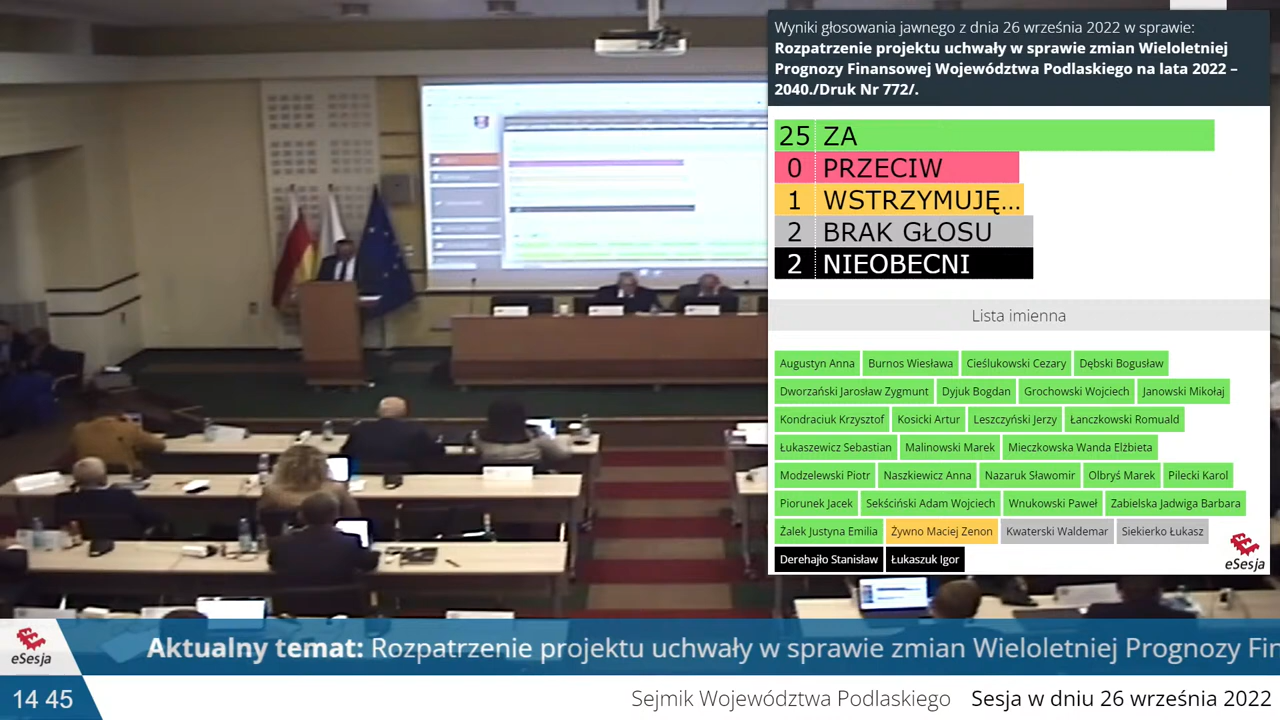 Wyniki głosowania jawnego z dnia 26 września 2022 w sprawie:
Rozpatrzenie projektu uchwały w sprawie zmian Wieloletniej
Prognozy Finansowej Województwa Podlaskiego na lata 2022 –
2040./Druk Nr 772/.
25 ZA
0 PRZECIW
1 WSTRZYMUJĘ...
2 BRAK GŁOSU
2 NIEOBECNI
Lista imienna
Augustyn Anna Burnos Wiesława Cieślukowski Cezary Dębski Bogusław
Dworzański Jarosław Zygmunt Dyjuk Bogdan Grochowski Wojciech Janowski Mikołaj
Kondraciuk Krzysztof Kosicki Artur Leszczyński Jerzy Łanczkowski Romuald
Łukaszewicz Sebastian Malinowski Marek Mieczkowska Wanda Elżbieta
Modzelewski Piotr Naszkiewicz Anna Nazaruk Sławomir Olbryś Marek Pilecki Karol
Piorunek Jacek Sekściński Adam Wojciech Wnukowski Paweł Zabielska Jadwiga Barbara
Żalek Justyna Emilia Żywno Maciej Zenon Kwaterski Waldemar Siekierko Łukasz
Derehajło Stanisław Łukaszuk Igor
eSesja
eSesja
Aktualny temat: Rozpatrzenie projektu uchwały w sprawie zmian Wieloletniej Prognozy Fin
14 45
Sejmik Województwa Podlaskiego Sesja w dniu 26 września 2022